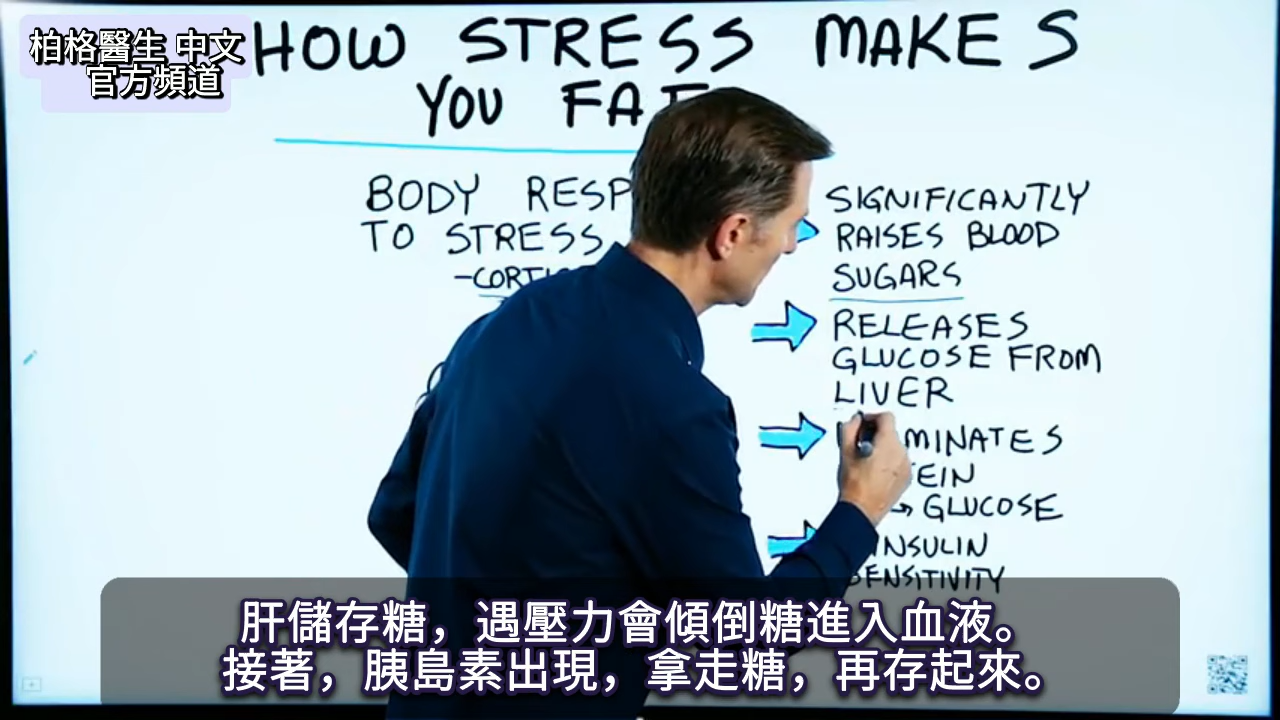 柏格醫生 中文
官方頻道
HOW STRESS MAKES
YOU
BODY
TO STRESS
SIGNIFICANTLY
RAISES BLOOD
SUGARS
RELEASES
GLUCOSE FROM
LIVER
→ GLUCOSE
INSULIN
SENSITIVITY
肝儲存糖，遇壓力會傾倒糖進入血液。
接著，胰島素出現，拿走糖，再存起來。